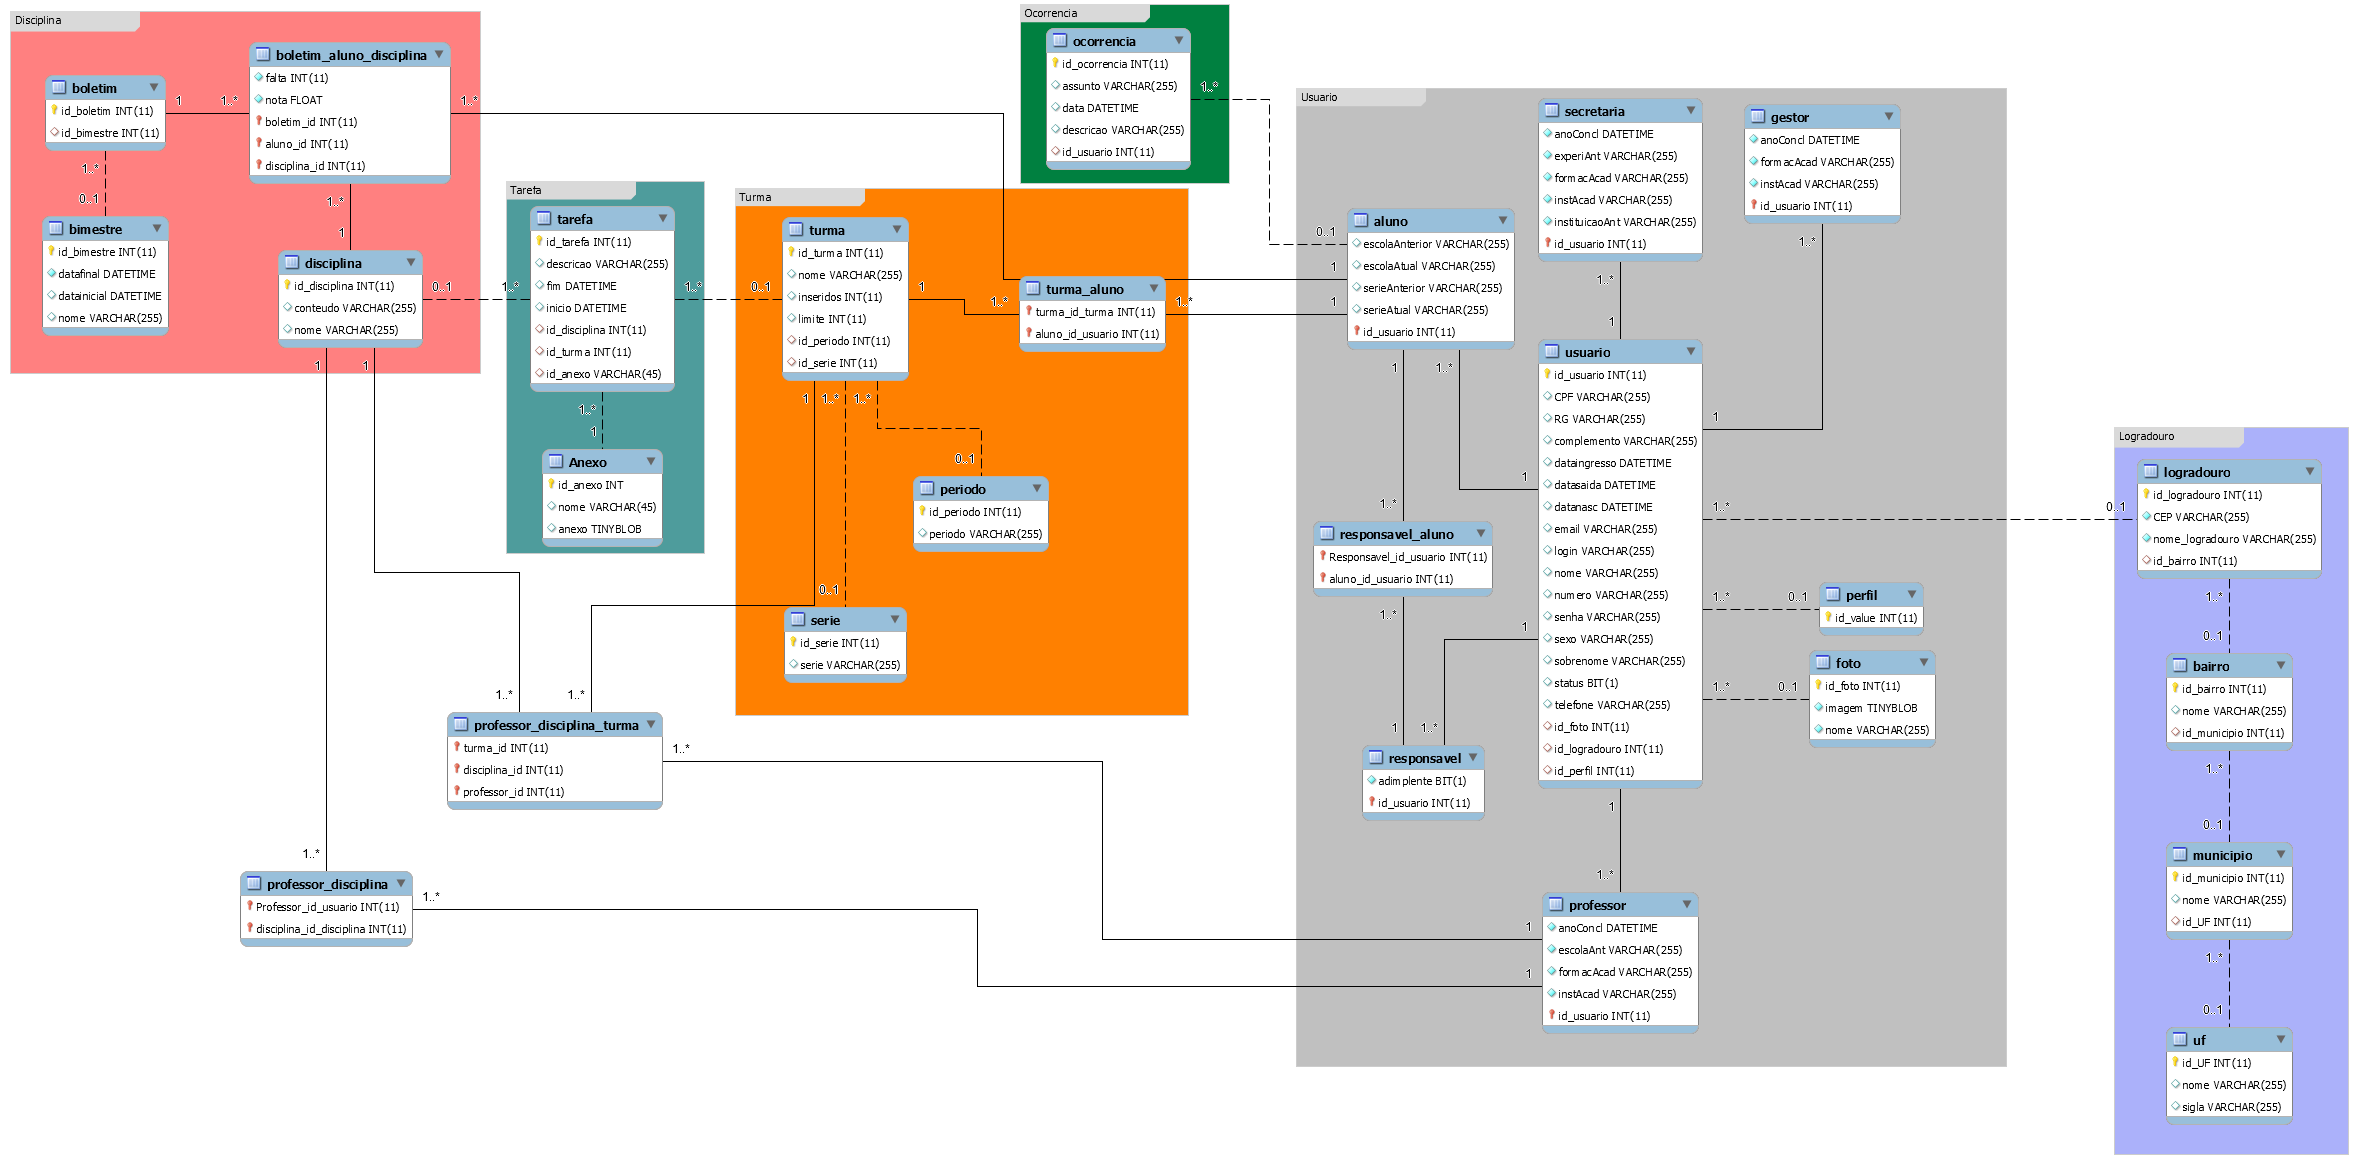 Disciplina
boletim_aluno_disciplina
falta INT(11)
nota FLOAT
boletim_id INT(11)
aluno_id INT(11)
disciplina_id INT(11)
boletim
id_boletim INT(11)
id_bimestre INT(11)
1
1..*
1..*
1..*
0..1
1..*
1
bimestre
id_bimestre INT(11)
datafinal DATETIME
datainicial DATETIME
nome VARCHAR(255)
disciplina
id_disciplina INT(11)
conteudo VARCHAR(255)
nome VARCHAR(255)
0..1
1
1
Tarefa
tarefa
id_tarefa INT(11)
descricao VARCHAR(255)
fim DATETIME
inicio DATETIME
id_disciplina INT(11)
id_turma INT(11)
id_anexo VARCHAR(45)
1..*
1..*
1..*
1
Anexo
id_anexo INT
nome VARCHAR(45)
anexo TINYBLOB
Turma
turma
id_turma INT(11)
nome VARCHAR(255)
inseridos INT(11)
limite INT(11)
id_periodo INT(11)
id_serie INT(11)
0..1
1
1..*
1
1..*
1..*
turma_aluno
turma_id_turma INT(11)
aluno_id_usuario INT(11)
1..*
0..1
periodo
id_periodo INT(11)
periodo VARCHAR(255)
0..1
serie
id_serie INT(11)
serie VARCHAR(255)
Ocorrencia
ocorrencia
id_ocorrencia INT(11)
assunto VARCHAR(255)
data DATETIME
descricao VARCHAR(255)
id_usuario INT(11)
1..*
Usuario
secretaria
anoConcl DATETIME
experiAnt VARCHAR(255)
formacAcad VARCHAR(255)
instAcad VARCHAR(255)
instituicaoAnt VARCHAR(255)
id_usuario INT(11)
1..*
1
gestor
anoConcl DATETIME
formacAcad VARCHAR(255)
instAcad VARCHAR(255)
id_usuario INT(11)
1..*
1
aluno
escolaAnterior VARCHAR(255)
escolaAtual VARCHAR(255)
serieAnterior VARCHAR(255)
serieAtual VARCHAR(255)
id_usuario INT(11)
0..1
1
1
1
1..*
1
1..*
usuario
id_usuario INT(11)
CPF VARCHAR(255)
RG VARCHAR(255)
complemento VARCHAR(255)
dataingresso DATETIME
datasaida DATETIME
datanasc DATETIME
email VARCHAR(255)
login VARCHAR(255)
nome VARCHAR(255)
numero VARCHAR(255)
senha VARCHAR(255)
sexo VARCHAR(255)
sobrenome VARCHAR(255)
status BIT(1)
telefone VARCHAR(255)
id_foto INT(11)
id_logradouro INT(11)
id_perfil INT(11)
1..*
0..1
1..*
0..1
1..*
0..1
1
1
1..*
responsavel_aluno
Responsavel_id_usuario INT(11)
aluno_id_usuario INT(11)
1..*
1
1..*
responsavel
adimplente BIT(1)
id_usuario INT(11)
perfil
id_value INT(11)
foto
id_foto INT(11)
imagem TINYBLOB
nome VARCHAR(255)
professor
anoConcl DATETIME
escolaAnt VARCHAR(255)
formacAcad VARCHAR(255)
instAcad VARCHAR(255)
id_usuario INT(11)
1
1
1..*
1..*
professor_disciplina_turma
turma_id INT(11)
disciplina_id INT(11)
professor_id INT(11)
1..*
1..*
professor_disciplina
Professor_id_usuario INT(11)
disciplina_id_disciplina INT(11)
1..*
Logradouro
logradouro
id_logradouro INT(11)
CEP VARCHAR(255)
nome_logradouro VARCHAR(255)
id_bairro INT(11)
1..*
0..1
bairro
id_bairro INT(11)
nome VARCHAR(255)
id_municipio INT(11)
1..*
0..1
municipio
id_municipio INT(11)
nome VARCHAR(255)
id_UF INT(11)
1..*
0..1
uf
id_UF INT(11)
nome VARCHAR(255)
sigla VARCHAR(255)